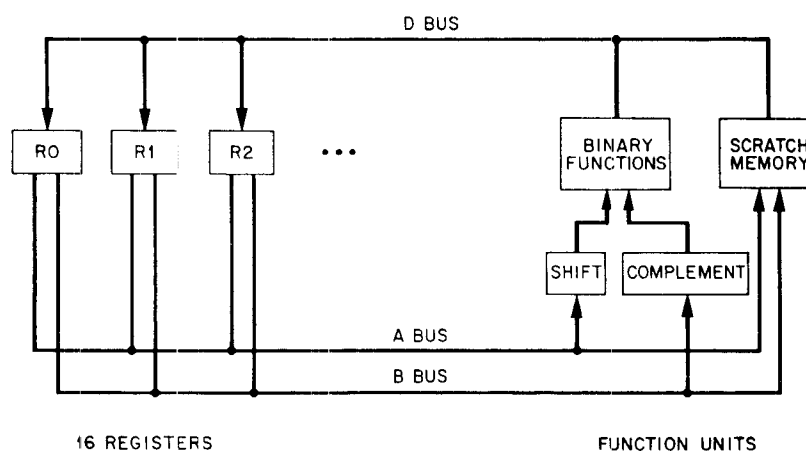 D BUS
R0
R1
R2
...
BINARY
FUNCTIONS
SCRATCH
MEMORY
SHIFT
COMPLEMENT
A BUS
B BUS
16 REGISTERS
FUNCTION UNITS